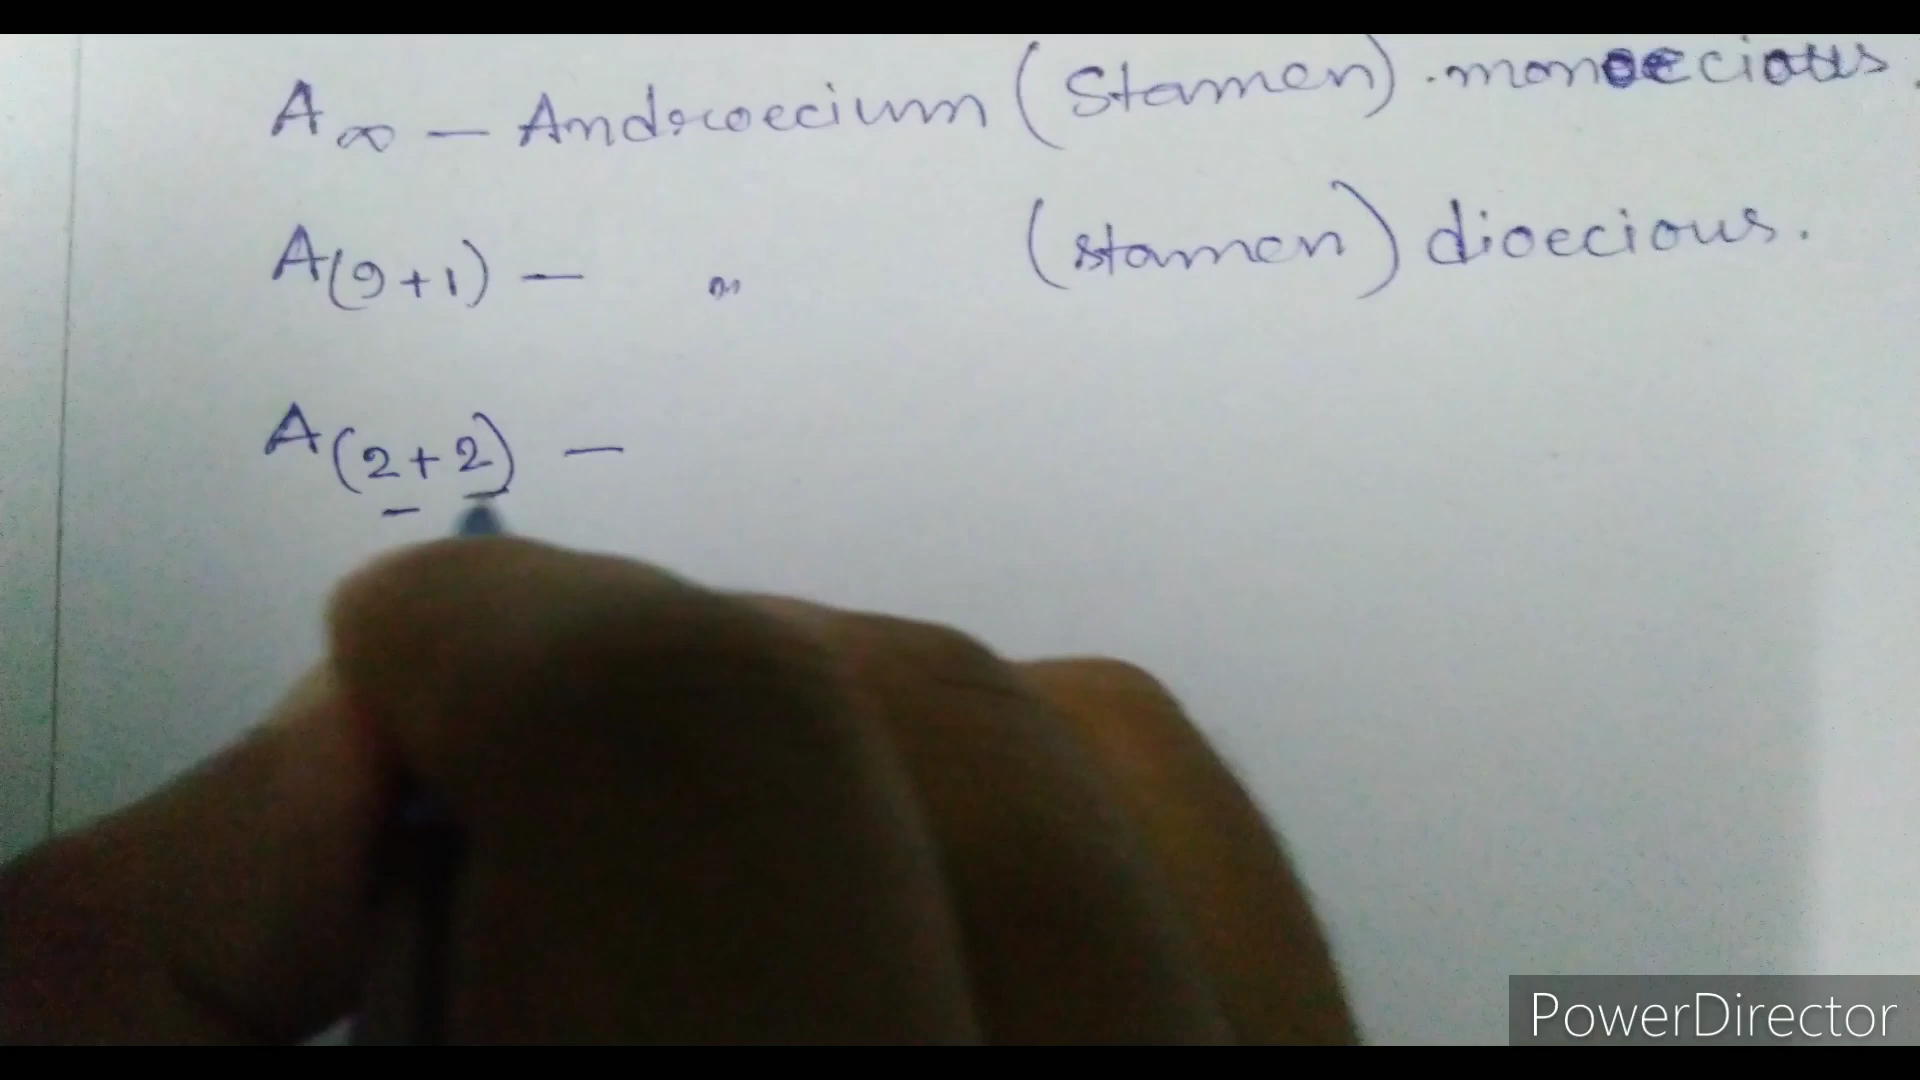 A∞ – Androecium (Stamen). monoecious.
A(9+1) – " (stamen) dioecious.
A(2+2) –
PowerDirector